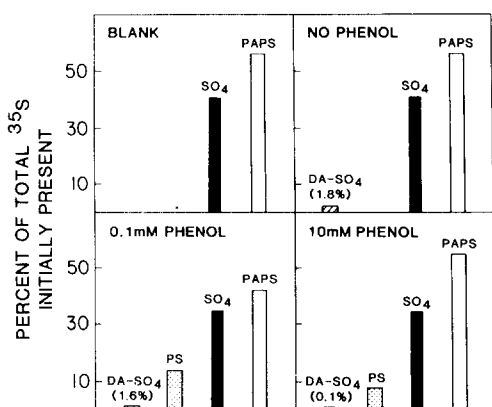 PERCENT OF TOTAL ³⁵S
INITIALLY PRESENT
BLANK
50
30
10
SO₄
PAPS
NO PHENOL
DA-SO₄
(1.8%)
SO₄
PAPS
0.1mM PHENOL
50
30
10
DA-SO₄
(1.6%)
PS
SO₄
PAPS
10mM PHENOL
DA-SO₄
(0.1%)
PS
SO₄
PAPS